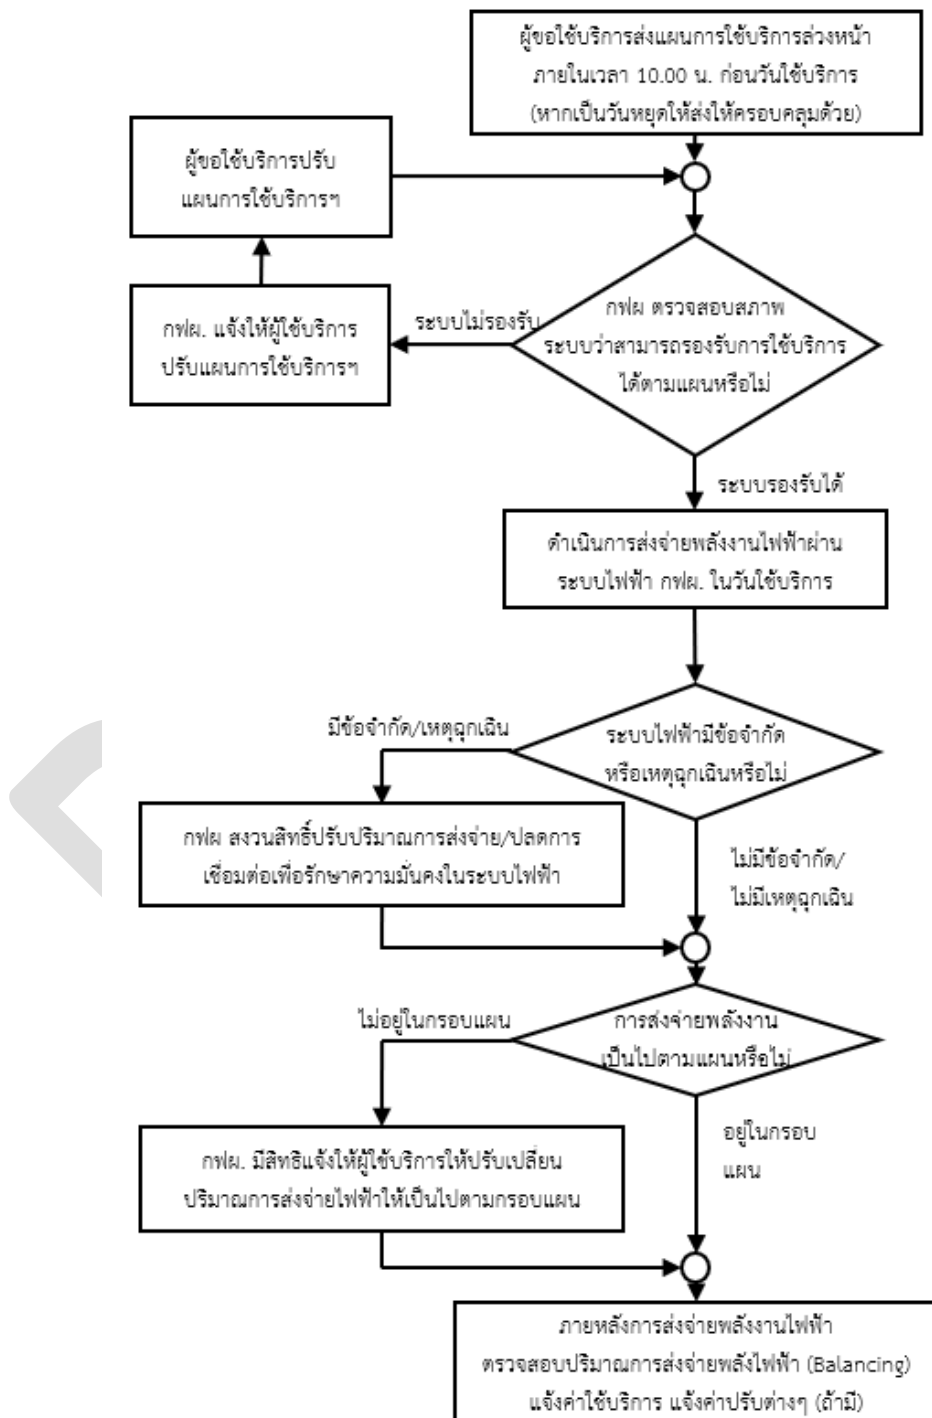 ผู้ขอใช้บริการส่งแผนการใช้บริการล่วงหน้า
ภายในเวลา 10.00 น. ก่อนวันใช้บริการ
(หากเป็นวันหยุดให้ส่งให้ครอบคลุมด้วย)
ผู้ขอใช้บริการปรับ
แผนการใช้บริการฯ
กฟผ. แจ้งให้ผู้ใช้บริการ
ปรับแผนการใช้บริการฯ
ระบบไม่รองรับ
กฟผ ตรวจสอบสภาพ
ระบบว่าสามารถรองรับการใช้บริการ
ได้ตามแผนหรือไม่
ระบบรองรับได้
ดำเนินการส่งจ่ายพลังงานไฟฟ้าผ่าน
ระบบไฟฟ้า กฟผ. ในวันใช้บริการ
มีข้อจำกัด/เหตุฉุกเฉิน
ระบบไฟฟ้ามีข้อจำกัด
หรือเหตุฉุกเฉินหรือไม่
กฟผ สงวนสิทธิ์ปรับปริมาณการส่งจ่าย/ปลดการ
เชื่อมต่อเพื่อรักษาความมั่นคงในระบบไฟฟ้า
ไม่มีข้อจำกัด/
ไม่มีเหตุฉุกเฉิน
ไม่อยู่ในกรอบแผน
การส่งจ่ายพลังงาน
เป็นไปตามแผนหรือไม่
กฟผ. มีสิทธิแจ้งให้ผู้ใช้บริการให้ปรับเปลี่ยน
ปริมาณการส่งจ่ายไฟฟ้าให้เป็นไปตามกรอบแผน
อยู่ในกรอบ
แผน
ภายหลังการส่งจ่ายพลังงานไฟฟ้า
ตรวจสอบปริมาณการส่งจ่ายพลังไฟฟ้า (Balancing)
แจ้งค่าใช้บริการ แจ้งค่าปรับต่างๆ (ถ้ามี)